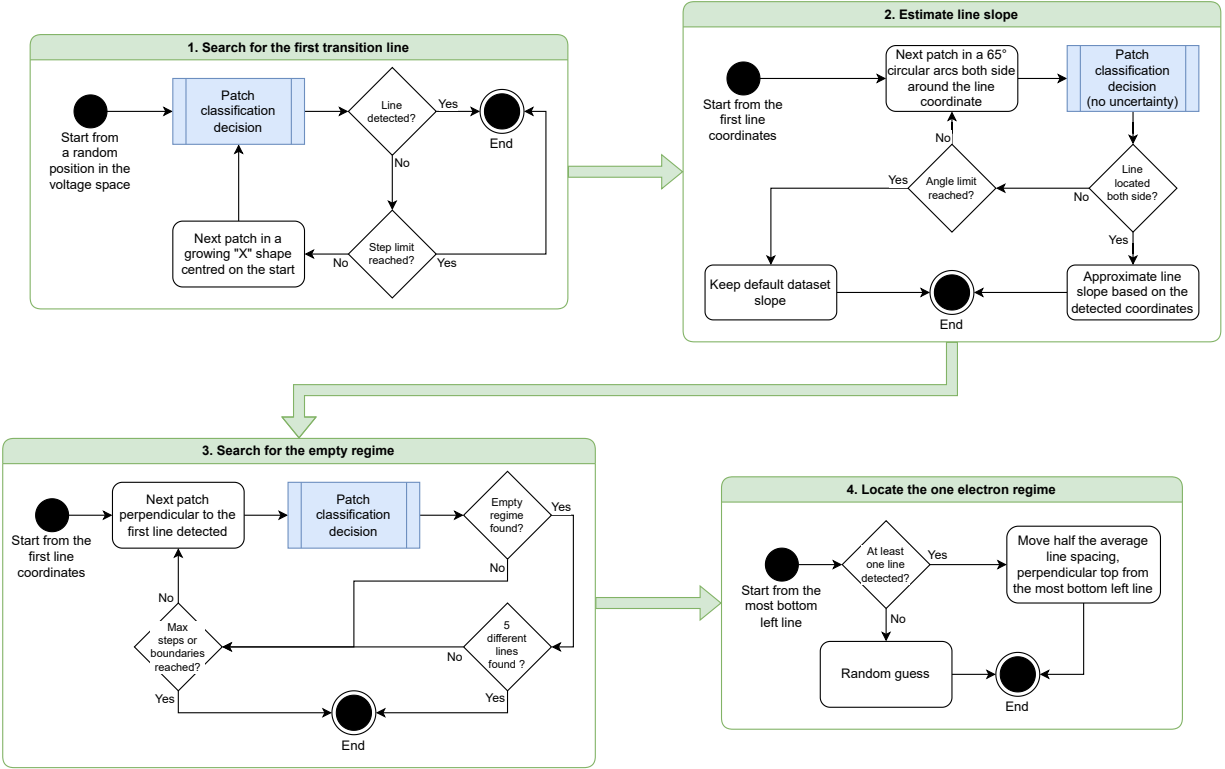 1. Search for the first transition line
Start from
a random
position in the
voltage space
Patch
classification
decision
Line
detected?
Yes
End
No
Step limit
reached?
Yes
No
Next patch in a
growing "X" shape
centred on the start
2. Estimate line slope
Start from the
first line
coordinates
Next patch in a 65°
circular arcs both side
around the line
coordinate
Patch
classification
decision
(no uncertainty)
Line
located
both side?
No
Angle limit
reached?
No
Yes
Yes
Keep default dataset
slope
End
Approximate line
slope based on the
detected coordinates
3. Search for the empty regime
Start from the
first line
coordinates
Next patch
perpendicular to the
first line detected
Patch
classification
decision
Empty
regime
found?
Yes
No
5
different
lines
found ?
No
Yes
Max
steps or
boundaries
reached?
No
Yes
End
4. Locate the one electron regime
Start from the
most bottom
left line
At least
one line
detected?
Yes
Move half the average
line spacing,
perpendicular top from
the most bottom left line
No
Random guess
End